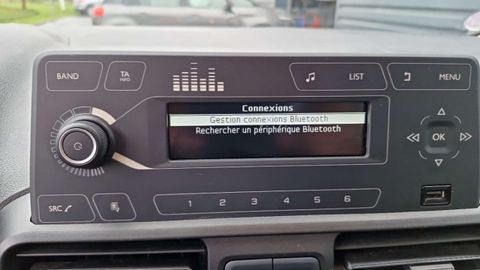 BAND
TA
INFO
LIST
MENU
Connexions
Gestion connexions Bluetooth
Rechercher un périphérique Bluetooth
OK
SRC
1 2 3 4 5 6